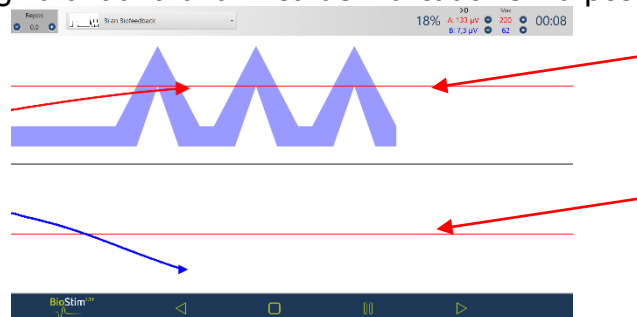 Repos
0.0
Bilan Biofeedback
18%
>0
A: 133 µV
B: 7,3 µV
Max
220
62
00:08
BioStim